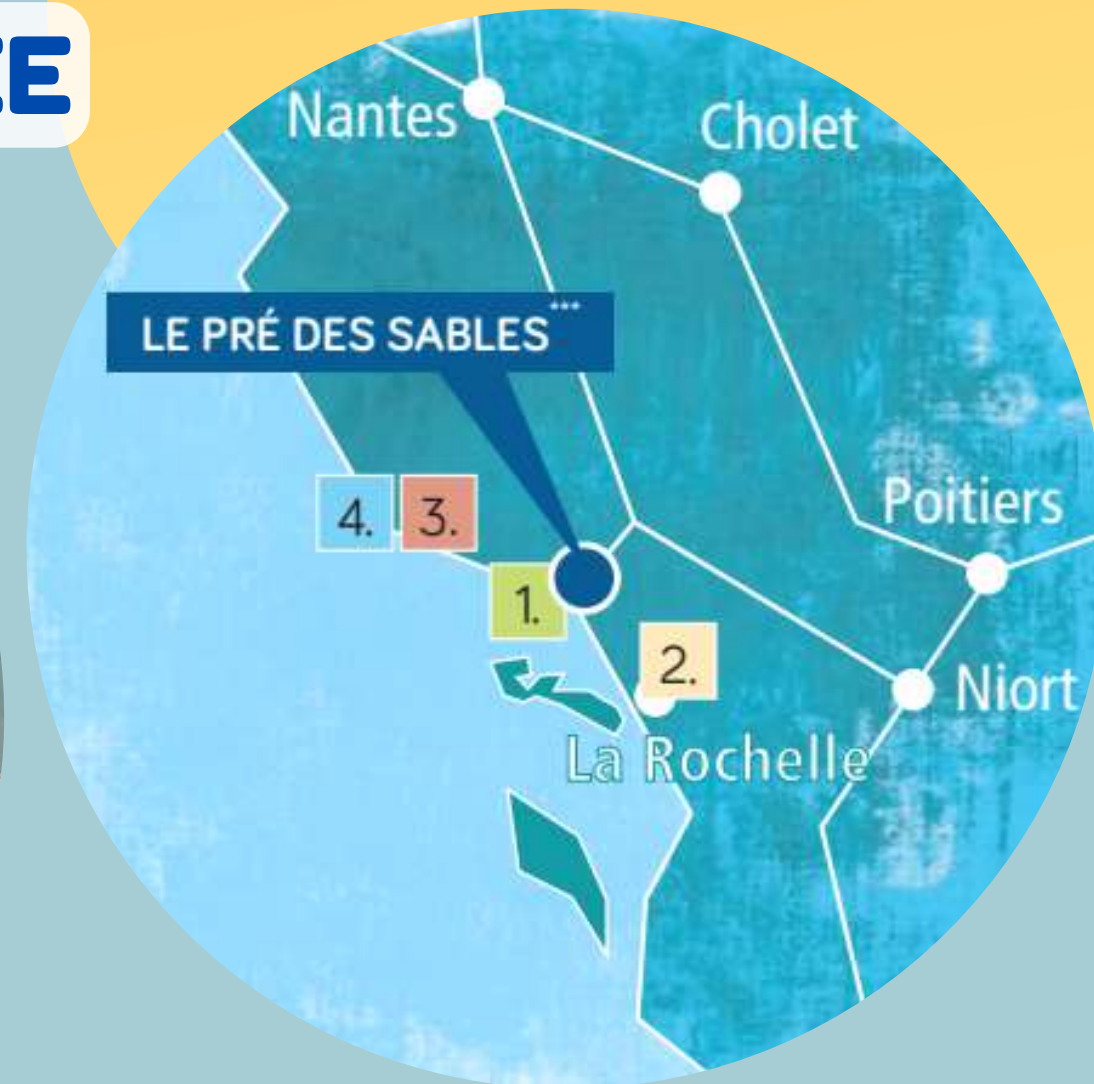 Nantes
Cholet
LE PRÉ DES SABLES***
4.
3.
Poitiers
1.
2.
Niort
La Rochelle